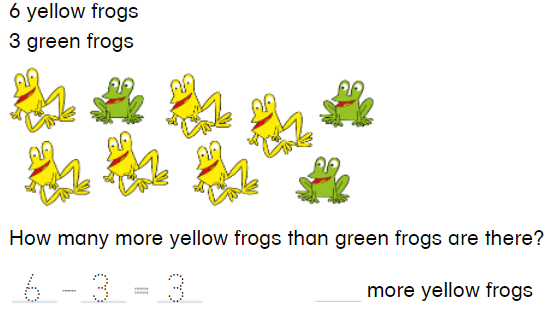 6 yellow frogs
3 green frogs
How many more yellow frogs than green frogs are there?
6 - 3 = 3 ____ more yellow frogs